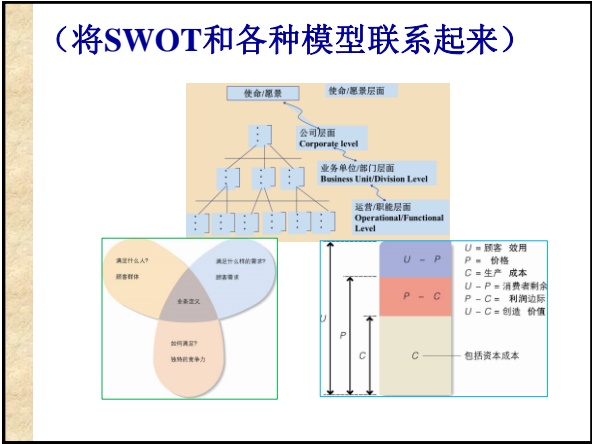 （将SWOT和各种模型联系起来）
使命/愿景
使命/愿景层面
公司层面
Corporate level
业务单位/部门层面
Business Unit/Division Level
运营/职能层面
Operational/Functional
Level
满足什么人?
顾客群体
满足什么样的需求?
顾客需求
业务定义
如何满足?
独特的竞争力
U
P
C
U － P
P － C
C
包括资本成本
U = 顾客 效用
P = 价格
C = 生产 成本
U － P = 消费者剩余
P － C = 利润边际
U － C = 创造 价值